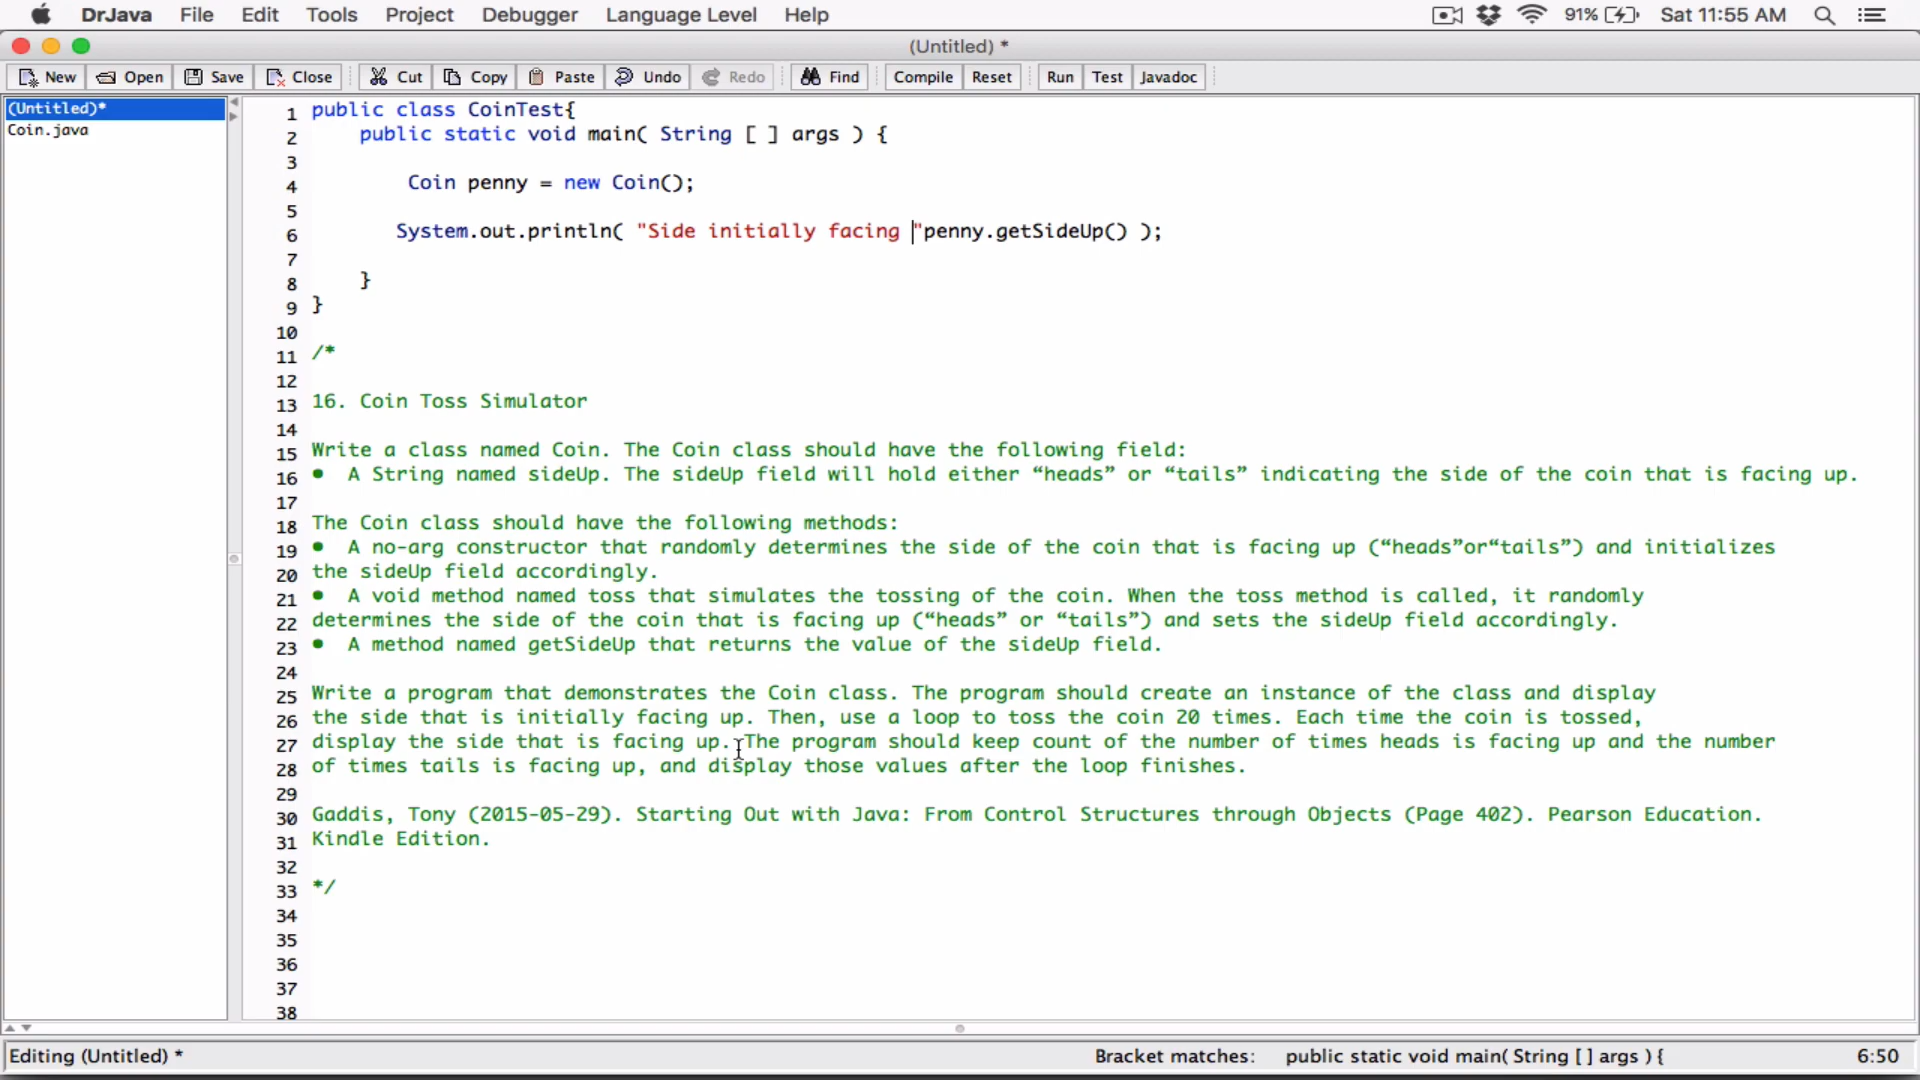 DrJava File Edit Tools Project Debugger Language Level Help 91% Sat 11:55 AM
(Untitled) *
New Open Save Close Cut Copy Paste Undo Redo Find Compile Reset Run Test Javadoc
(Untitled)*
Coin.java
1 public class CoinTest{
2 public static void main( String [ ] args ) {
3
4 Coin penny = new Coin();
5
6 System.out.println( "Side initially facing "penny.getSideUp() );
7
8 }
9 }
10
11 /*
12
13 16. Coin Toss Simulator
14
15 Write a class named Coin. The Coin class should have the following field:
16 • A String named sideUp. The sideUp field will hold either “heads” or “tails” indicating the side of the coin that is facing up.
17
18 The Coin class should have the following methods:
19 • A no-arg constructor that randomly determines the side of the coin that is facing up (“heads”or“tails”) and initializes
20 the sideUp field accordingly.
21 • A void method named toss that simulates the tossing of the coin. When the toss method is called, it randomly
22 determines the side of the coin that is facing up (“heads” or “tails”) and sets the sideUp field accordingly.
23 • A method named getSideUp that returns the value of the sideUp field.
24
25 Write a program that demonstrates the Coin class. The program should create an instance of the class and display
26 the side that is initially facing up. Then, use a loop to toss the coin 20 times. Each time the coin is tossed,
27 display the side that is facing up. The program should keep count of the number of times heads is facing up and the number
28 of times tails is facing up, and display those values after the loop finishes.
29
30 Gaddis, Tony (2015-05-29). Starting Out with Java: From Control Structures through Objects (Page 402). Pearson Education.
31 Kindle Edition.
32
33 */
34
35
36
37
38
Editing (Untitled) * Bracket matches: public static void main( String [ ] args ) { 6:50